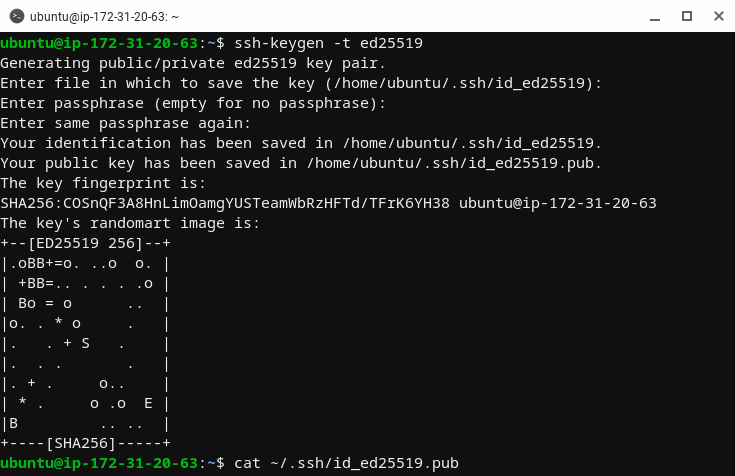 ubuntu@ip-172-31-20-63: ~
ubuntu@ip-172-31-20-63:~$ ssh-keygen -t ed25519
Generating public/private ed25519 key pair.
Enter file in which to save the key (/home/ubuntu/.ssh/id_ed25519):
Enter passphrase (empty for no passphrase):
Enter same passphrase again:
Your identification has been saved in /home/ubuntu/.ssh/id_ed25519.
Your public key has been saved in /home/ubuntu/.ssh/id_ed25519.pub.
The key fingerprint is:
SHA256:COSnQF3A8HnLimOamgYUSTeamWbRzHFTd/TFrK6YH38 ubuntu@ip-172-31-20-63
The key's randomart image is:
+--[ED25519 256]--+
|.oBB+=o. ..o  o. |
| +BB=.. . . . .o |
| Bo = o      ..  |
|o. . * o     .   |
|.   . + S   .    |
|.  . .       .   |
|. + .     o..    |
| * .     o .o  E |
|B         .. ..  |
+----[SHA256]-----+
ubuntu@ip-172-31-20-63:~$ cat ~/.ssh/id_ed25519.pub